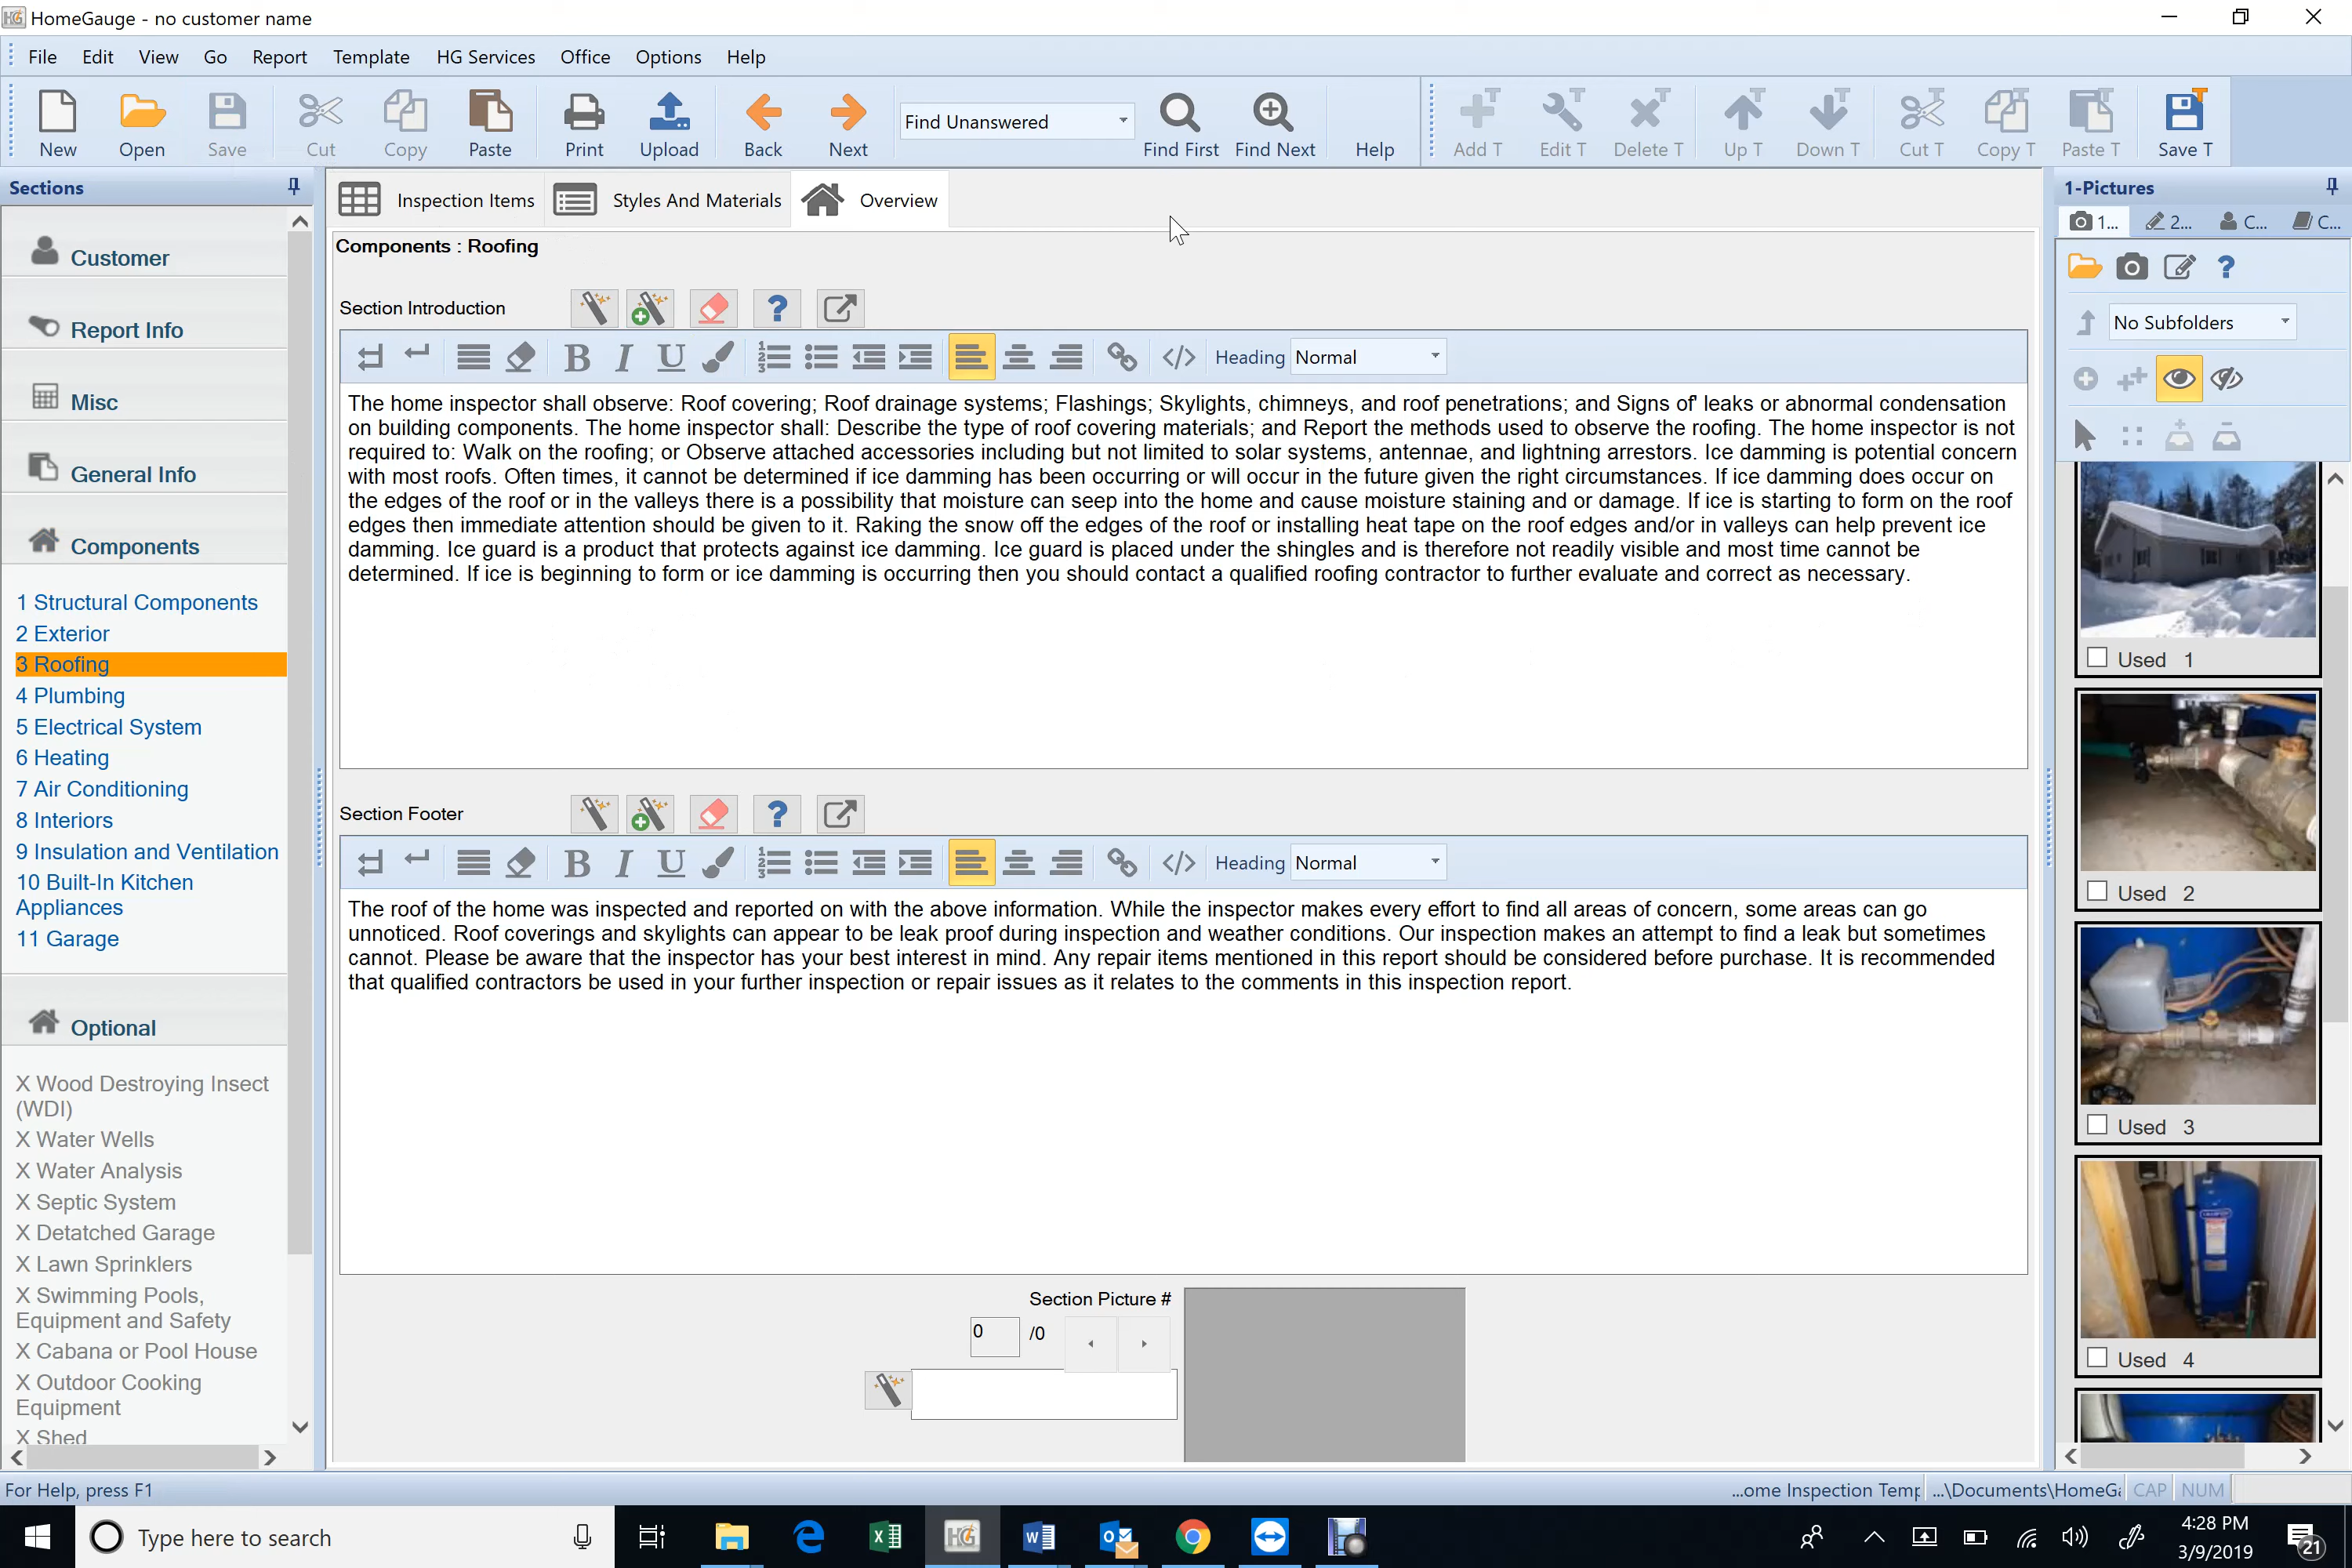 HomeGauge - no customer name
File Edit View Go Report Template HG Services Office Options Help
New Open Save Cut Copy Paste Print Upload Back Next Find Unanswered Find First Find Next Help Add T Edit T Delete T Up T Down T Cut T Copy T Paste T Save T
Sections
Customer
Report Info
Misc
General Info
Components
1 Structural Components
2 Exterior
3 Roofing
4 Plumbing
5 Electrical System
6 Heating
7 Air Conditioning
8 Interiors
9 Insulation and Ventilation
10 Built-In Kitchen
Appliances
11 Garage
Optional
X Wood Destroying Insect
(WDI)
X Water Wells
X Water Analysis
X Septic System
X Detatched Garage
X Lawn Sprinklers
X Swimming Pools,
Equipment and Safety
X Cabana or Pool House
X Outdoor Cooking
Equipment
X Shed
Inspection Items Styles And Materials Overview
Components : Roofing
Section Introduction
Heading Normal
The home inspector shall observe: Roof covering; Roof drainage systems; Flashings; Skylights, chimneys, and roof penetrations; and Signs of' leaks or abnormal condensation
on building components. The home inspector shall: Describe the type of roof covering materials; and Report the methods used to observe the roofing. The home inspector is not
required to: Walk on the roofing; or Observe attached accessories including but not limited to solar systems, antennae, and lightning arrestors. Ice damming is potential concern
with most roofs. Often times, it cannot be determined if ice damming has been occurring or will occur in the future given the right circumstances. If ice damming does occur on
the edges of the roof or in the valleys there is a possibility that moisture can seep into the home and cause moisture staining and or damage. If ice is starting to form on the roof
edges then immediate attention should be given to it. Raking the snow off the edges of the roof or installing heat tape on the roof edges and/or in valleys can help prevent ice
damming. Ice guard is a product that protects against ice damming. Ice guard is placed under the shingles and is therefore not readily visible and most time cannot be
determined. If ice is beginning to form or ice damming is occurring then you should contact a qualified roofing contractor to further evaluate and correct as necessary.
Section Footer
Heading Normal
The roof of the home was inspected and reported on with the above information. While the inspector makes every effort to find all areas of concern, some areas can go
unnoticed. Roof coverings and skylights can appear to be leak proof during inspection and weather conditions. Our inspection makes an attempt to find a leak but sometimes
cannot. Please be aware that the inspector has your best interest in mind. Any repair items mentioned in this report should be considered before purchase. It is recommended
that qualified contractors be used in your further inspection or repair issues as it relates to the comments in this inspection report.
Section Picture #
0 /0
1-Pictures
1... 2... C... C...
No Subfolders
Used 1
Used 2
Used 3
Used 4
For Help, press F1
...ome Inspection Temp ...\Documents\HomeGa CAP NUM
Type here to search
4:28 PM
3/9/2019
21